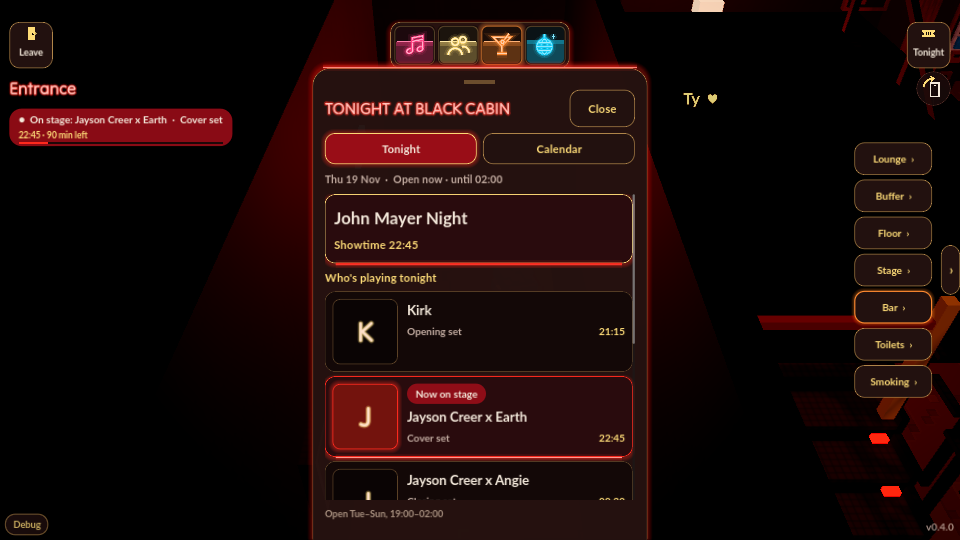 Leave
Entrance
On stage: Jayson Creer x Earth · Cover set
22:45 · 90 min left
TONIGHT AT BLACK CABIN
Close
Tonight
Calendar
Thu 19 Nov · Open now · until 02:00
John Mayer Night
Showtime 22:45
Who's playing tonight
K
Kirk
Opening set
21:15
Now on stage
J
Jayson Creer x Earth
Cover set
22:45
Jayson Creer x Angie
Open Tue–Sun, 19:00–02:00
Ty ♥
Tonight
Lounge ›
Buffer ›
Floor ›
Stage ›
Bar ›
Toilets ›
Smoking ›
›
Debug
v0.4.0